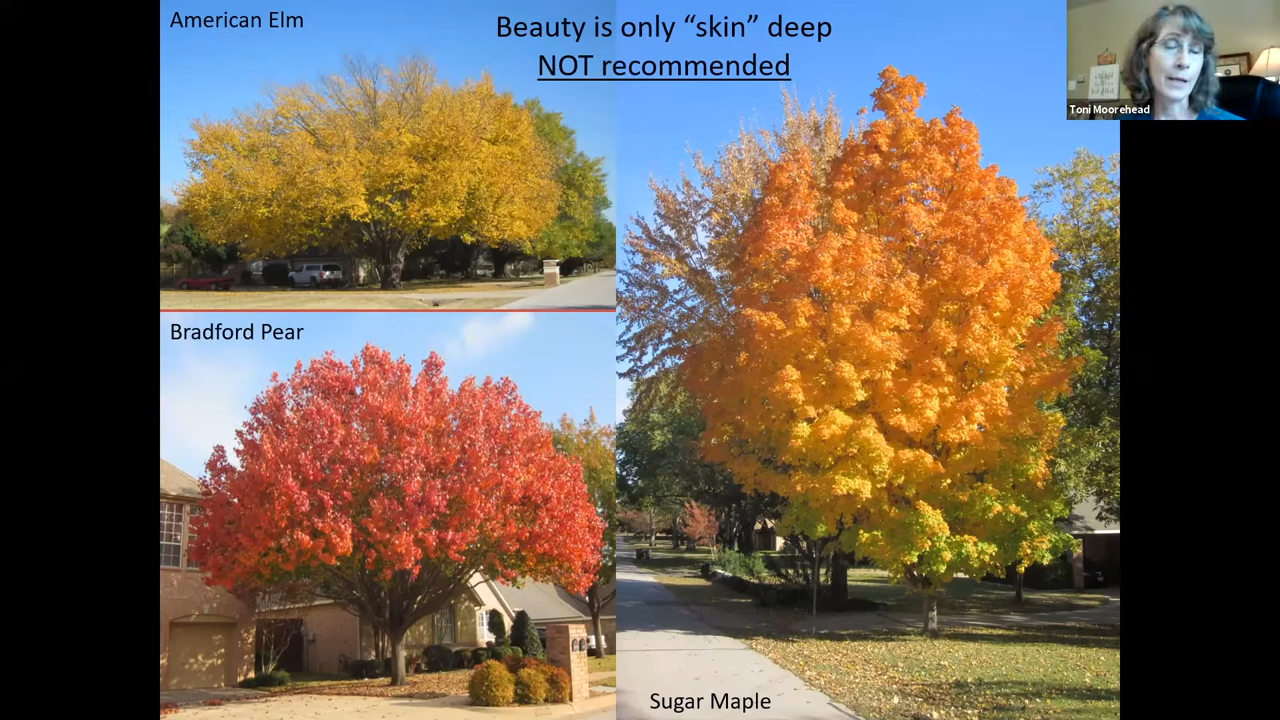 American Elm
Beauty is only “skin” deep
NOT recommended
Toni Moorehead
Bradford Pear
Sugar Maple